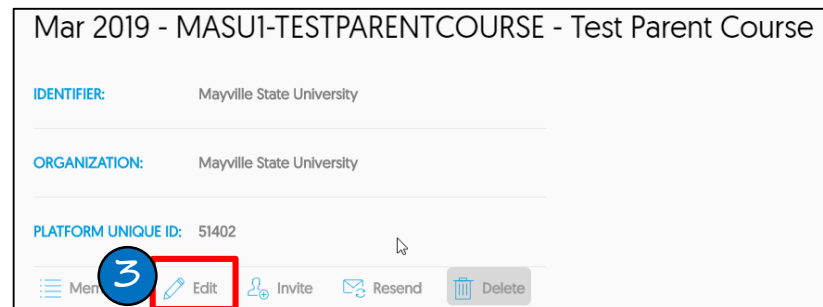 Mar 2019 - MASU1-TESTPARENTCOURSE - Test Parent Course
IDENTIFIER: Mayville State University
ORGANIZATION: Mayville State University
PLATFORM UNIQUE ID: 51402
3 Edit Invite Resend Delete